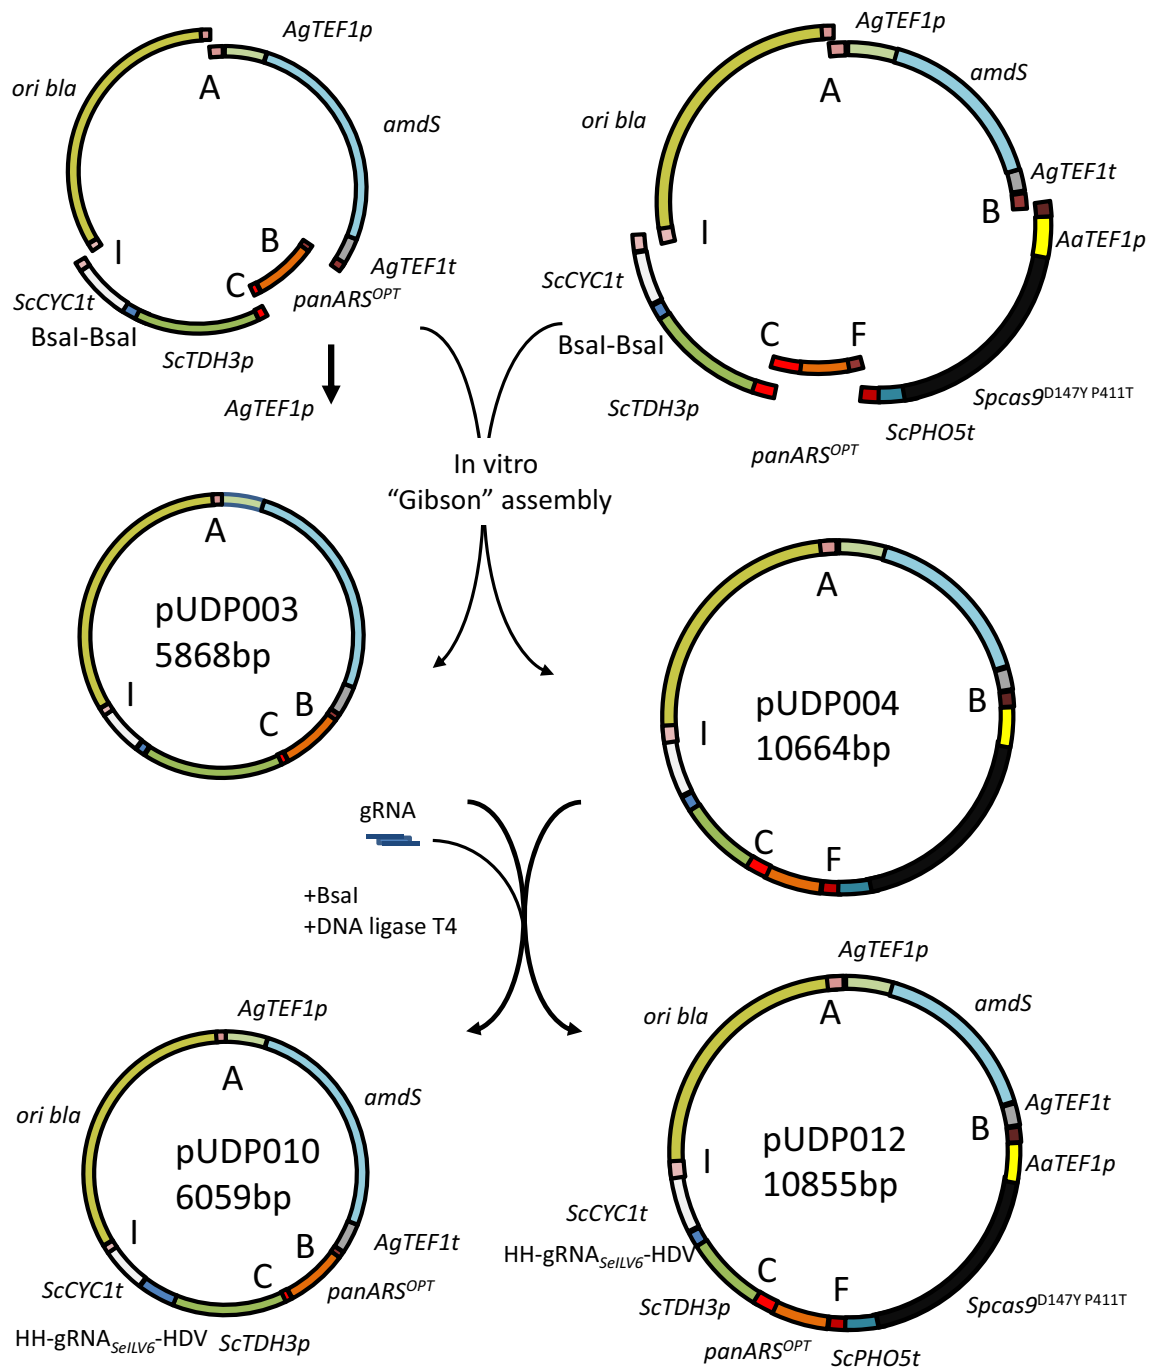 AgTEF1p
ori bla
A
amdS
I
B
C
AgTEF1t
panARS^OPT
ScCYC1t
BsaI-BsaI
ScTDH3p
AgTEF1p
AgTEF1p
amdS
A
ori bla
AgTEF1t
B
I
AaTEF1p
ScCYC1t
BsaI-BsaI
C
F
ScTDH3p
Spcas9^D147Y P411T
ScPHO5t
panARS^OPT
In vitro
“Gibson” assembly
A
pUDP003
5868bp
I
B
C
A
B
I
pUDP004
10664bp
C
F
gRNA
+BsaI
+DNA ligase T4
AgTEF1p
A
ori bla
amdS
pUDP010
6059bp
I
B
C
AgTEF1t
ScCYC1t
panARS^OPT
HH-gRNA_SeILV6-HDV
ScTDH3p
AgTEF1p
amdS
A
ori bla
AgTEF1t
B
pUDP012
10855bp
I
AaTEF1p
ScCYC1t
HH-gRNA_SeILV6-HDV
C
F
ScTDH3p
Spcas9^D147Y P411T
panARS^OPT
ScPHO5t